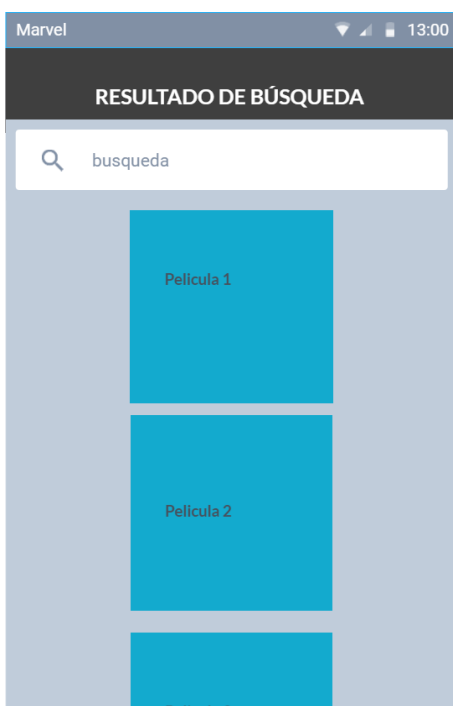 Marvel 13:00
RESULTADO DE BÚSQUEDA
busqueda
Pelicula 1
Pelicula 2